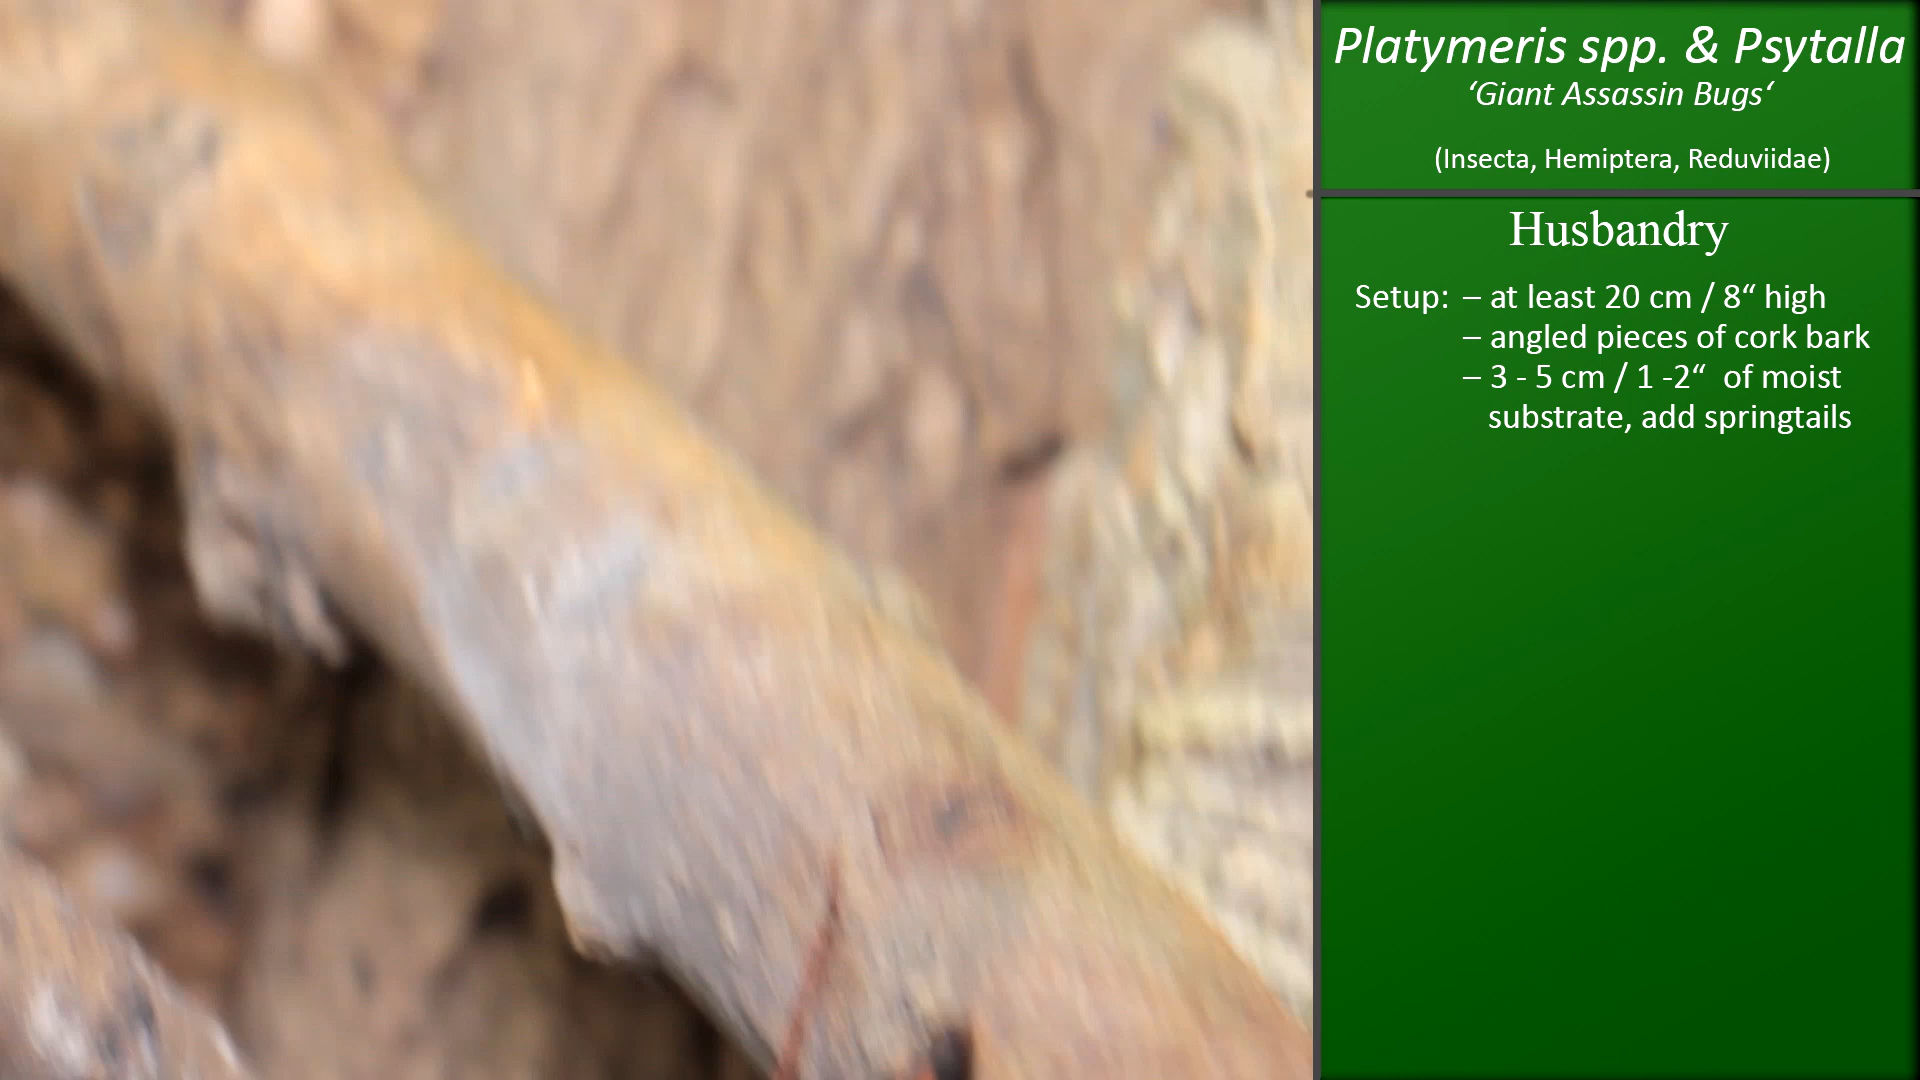 Platymeris spp. & Psytalla
‘Giant Assassin Bugs‘
(Insecta, Hemiptera, Reduviidae)
Husbandry
Setup: – at least 20 cm / 8“ high
– angled pieces of cork bark
– 3 - 5 cm / 1 -2“ of moist
substrate, add springtails